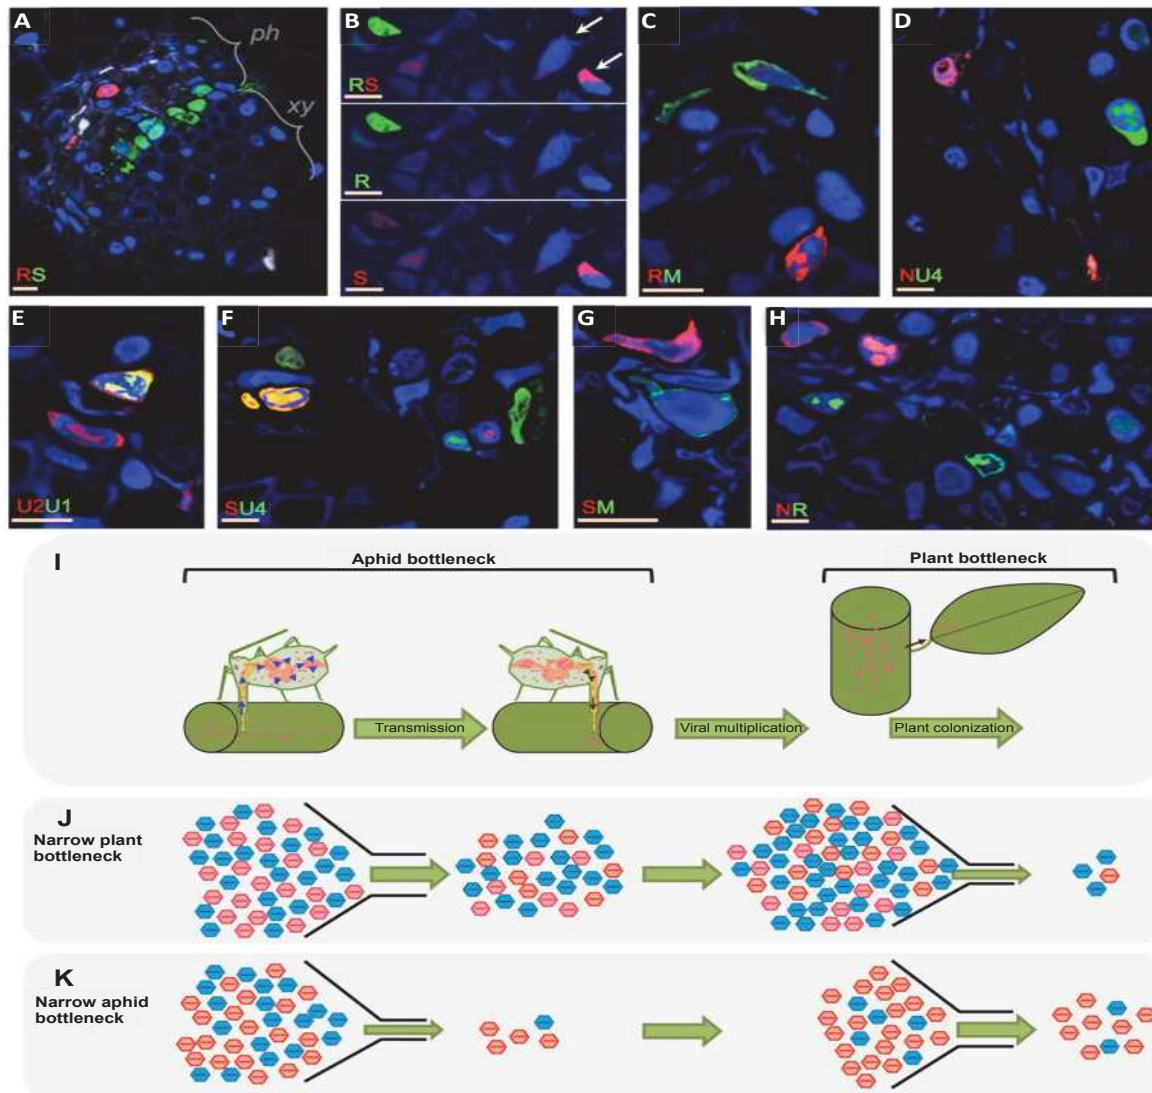 A
ph
xy
RS
B
RS
R
S
C
RM
D
NU4
E
U2U1
F
SU4
G
SM
H
NR
I
Aphid bottleneck
Plant bottleneck
Transmission
Viral multiplication
Plant colonization
J
Narrow plant
bottleneck
K
Narrow aphid
bottleneck